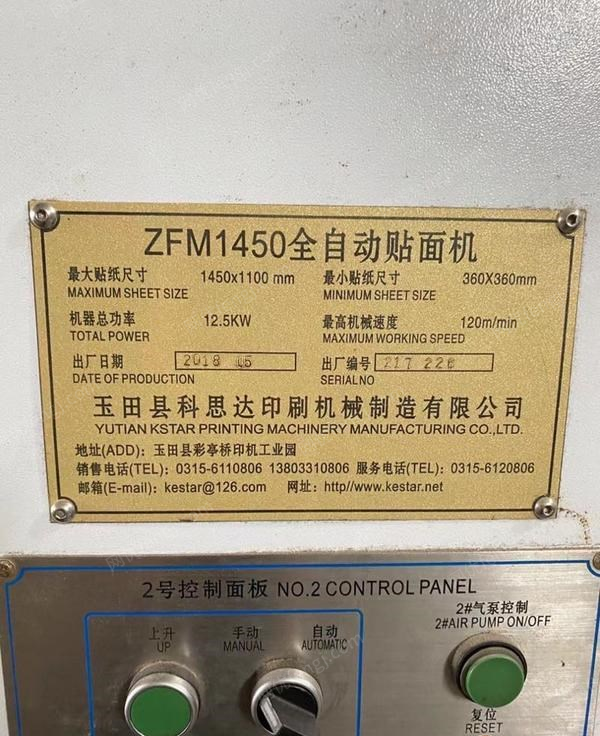 ZFM1450全自动贴面机
最大贴纸尺寸 1450x1100 mm 最小贴纸尺寸 360X360mm
MAXIMUM SHEET SIZE MINIMUM SHEET SIZE
机器总功率 12.5KW 最高机械速度 120m/min
TOTAL POWER MAXIMUM WORKING SPEED
出厂日期 2018 05 出厂编号 217 226
DATE OF PRODUCTION SERIALNO
玉田县科思达印刷机械制造有限公司
YUTIAN KSTAR PRINTING MACHINERY MANUFACTURING CO.,LTD.
地址(ADD): 玉田县彩亭桥印机工业园
销售电话(TEL): 0315-6110806 13803310806 服务电话(TEL): 0315-6120806
邮箱(E-mail): kestar@126.com 网址: http//www.kestar.net
2号控制面板 NO.2 CONTROL PANEL
上升 手动 自动 2#气泵控制
UP MANUAL AUTOMATIC 2#AIR PUMP ON/OFF
复位
RESET